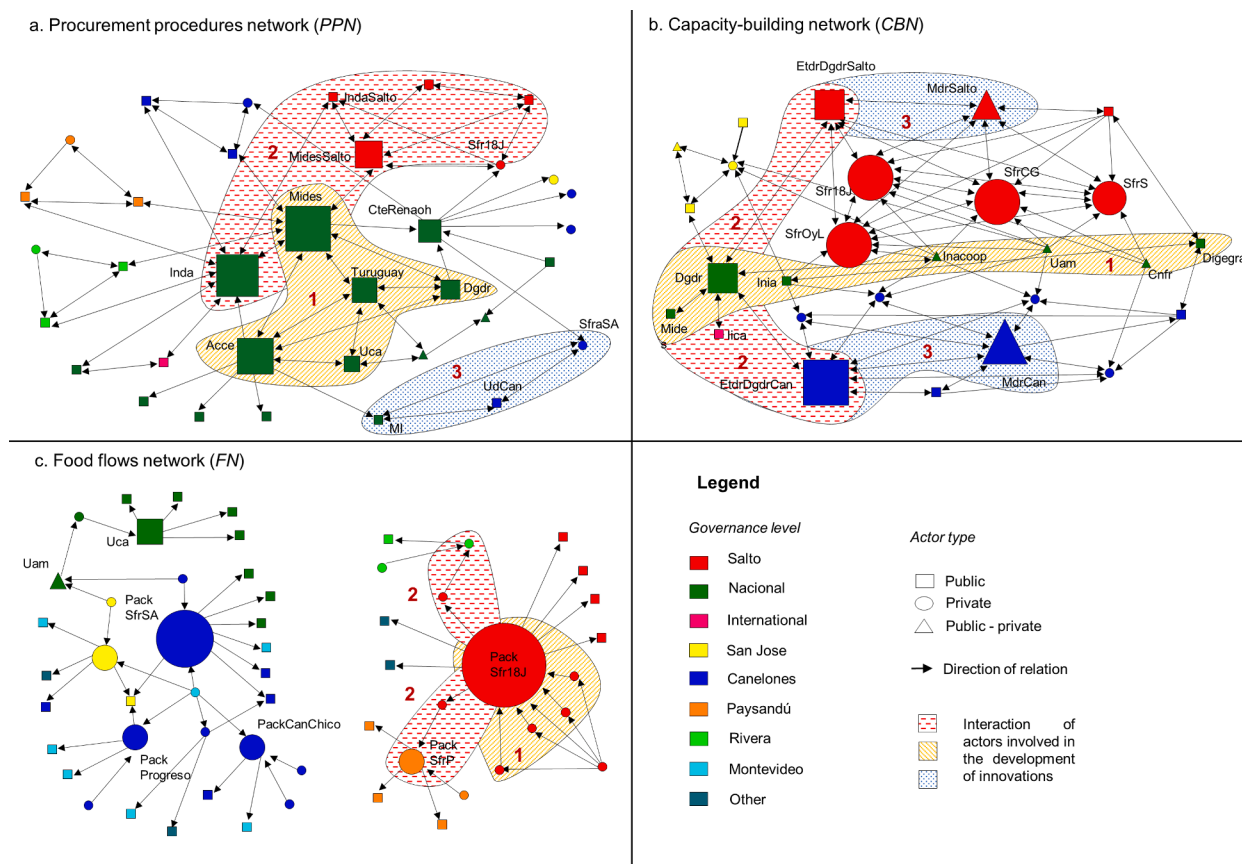 a. Procurement procedures network (PPN)
IndaSalto
2
MidesSalto
Sfr18J
Mides
CteRenaoh
Inda
Turuguay
1
Dgdr
Acce
Uca
SfraSA
3
UdCan
MI
b. Capacity-building network (CBN)
EtdrDgdrSalto
MdrSalto
3
SfrCG
SfrS
Sfr18J
2
SfrOyL
Inacoop
Uam
1
Cnfr
Digegra
Dgdr
Inia
Mide
s
Iica
2
3
EtdrDgdrCan
MdrCan
c. Food flows network (FN)
Uca
Uam
Pack
SfrSA
PackCanChico
Pack
Progreso
2
Pack
Sfr18J
2
Pack
SfrP
1
Legend
Governance level
Salto
Nacional
International
San Jose
Canelones
Paysandú
Rivera
Montevideo
Other
Actor type
Public
Private
Public - private
Direction of relation
Interaction of
actors involved in
the development
of innovations